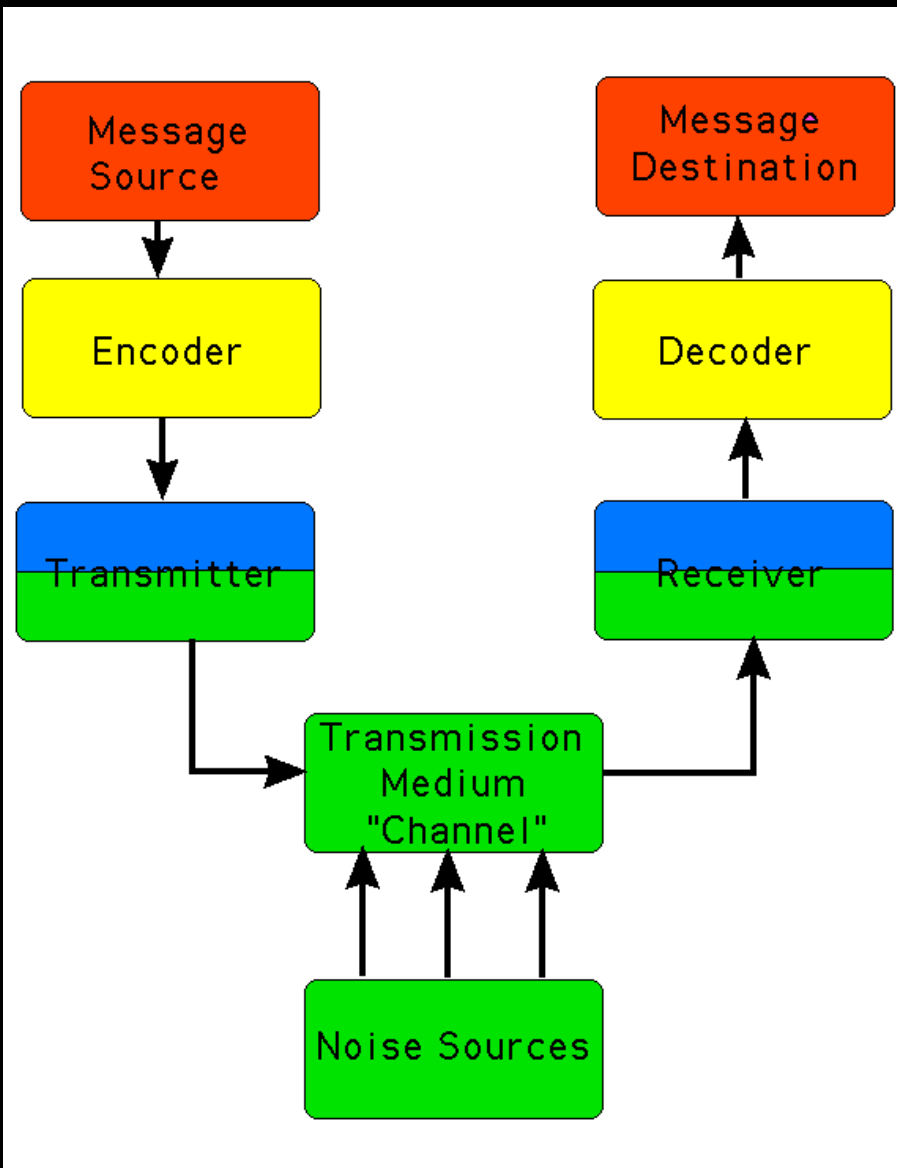 Message
Source
Encoder
Transmitter
Message
Destination
Decoder
Receiver
Transmission
Medium
"Channel"
Noise Sources